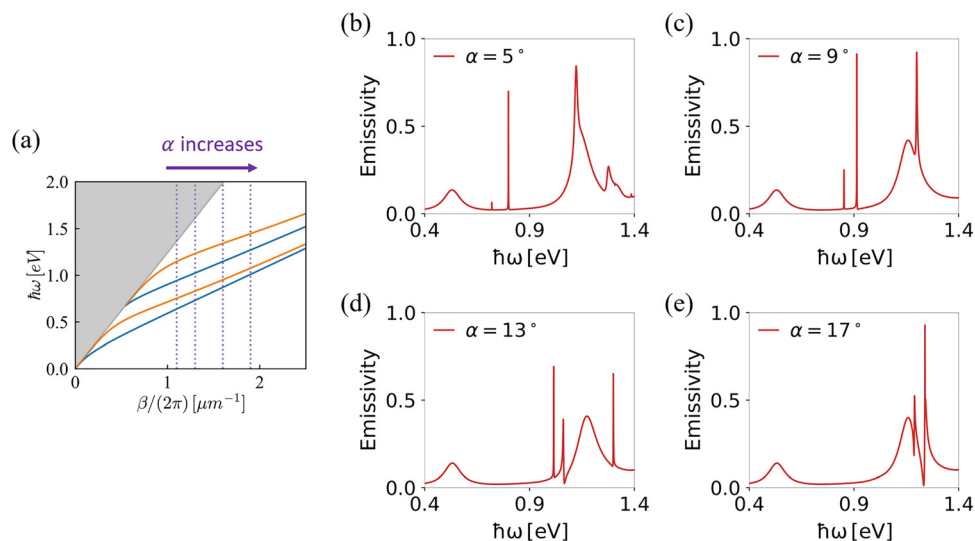 (a)
α increases
ħω [eV]
2.0
1.5
1.0
0.5
0.0
0
1
2
β/(2π) [μm⁻¹]
(b)
α = 5°
Emissivity
1.0
0.5
0.0
0.4
0.9
1.4
ħω [eV]
(c)
α = 9°
Emissivity
1.0
0.5
0.0
0.4
0.9
1.4
ħω [eV]
(d)
α = 13°
Emissivity
1.0
0.5
0.0
0.4
0.9
1.4
ħω [eV]
(e)
α = 17°
Emissivity
1.0
0.5
0.0
0.4
0.9
1.4
ħω [eV]